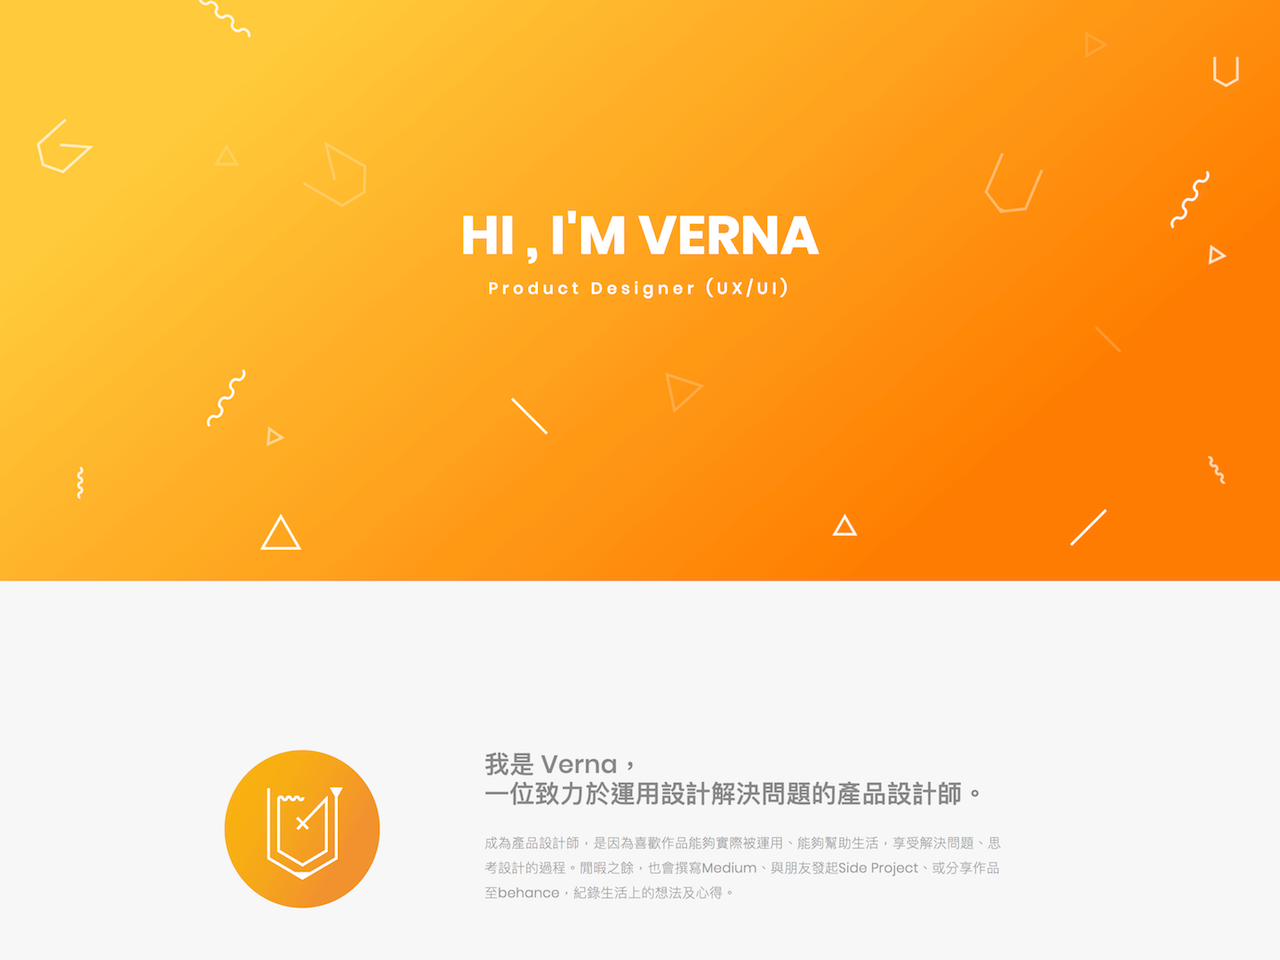 HI , I'M VERNA
Product Designer (UX/UI)
我是 Verna，
一位致力於運用設計解決問題的產品設計師。
成為產品設計師，是因為喜歡作品能夠實際被運用、能夠幫助生活，享受解決問題、思
考設計的過程。閒暇之餘，也會撰寫Medium、與朋友發起Side Project、或分享作品
至behance，紀錄生活上的想法及心得。